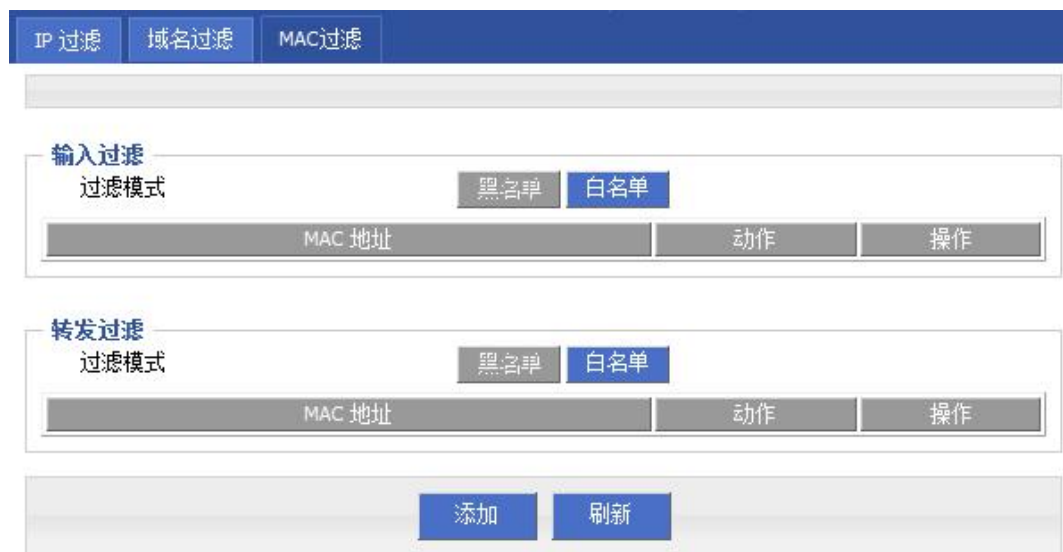 IP 过滤 域名过滤 MAC过滤
输入过滤
过滤模式 黑名单 白名单
MAC 地址 动作 操作
转发过滤
过滤模式 黑名单 白名单
MAC 地址 动作 操作
添加 刷新